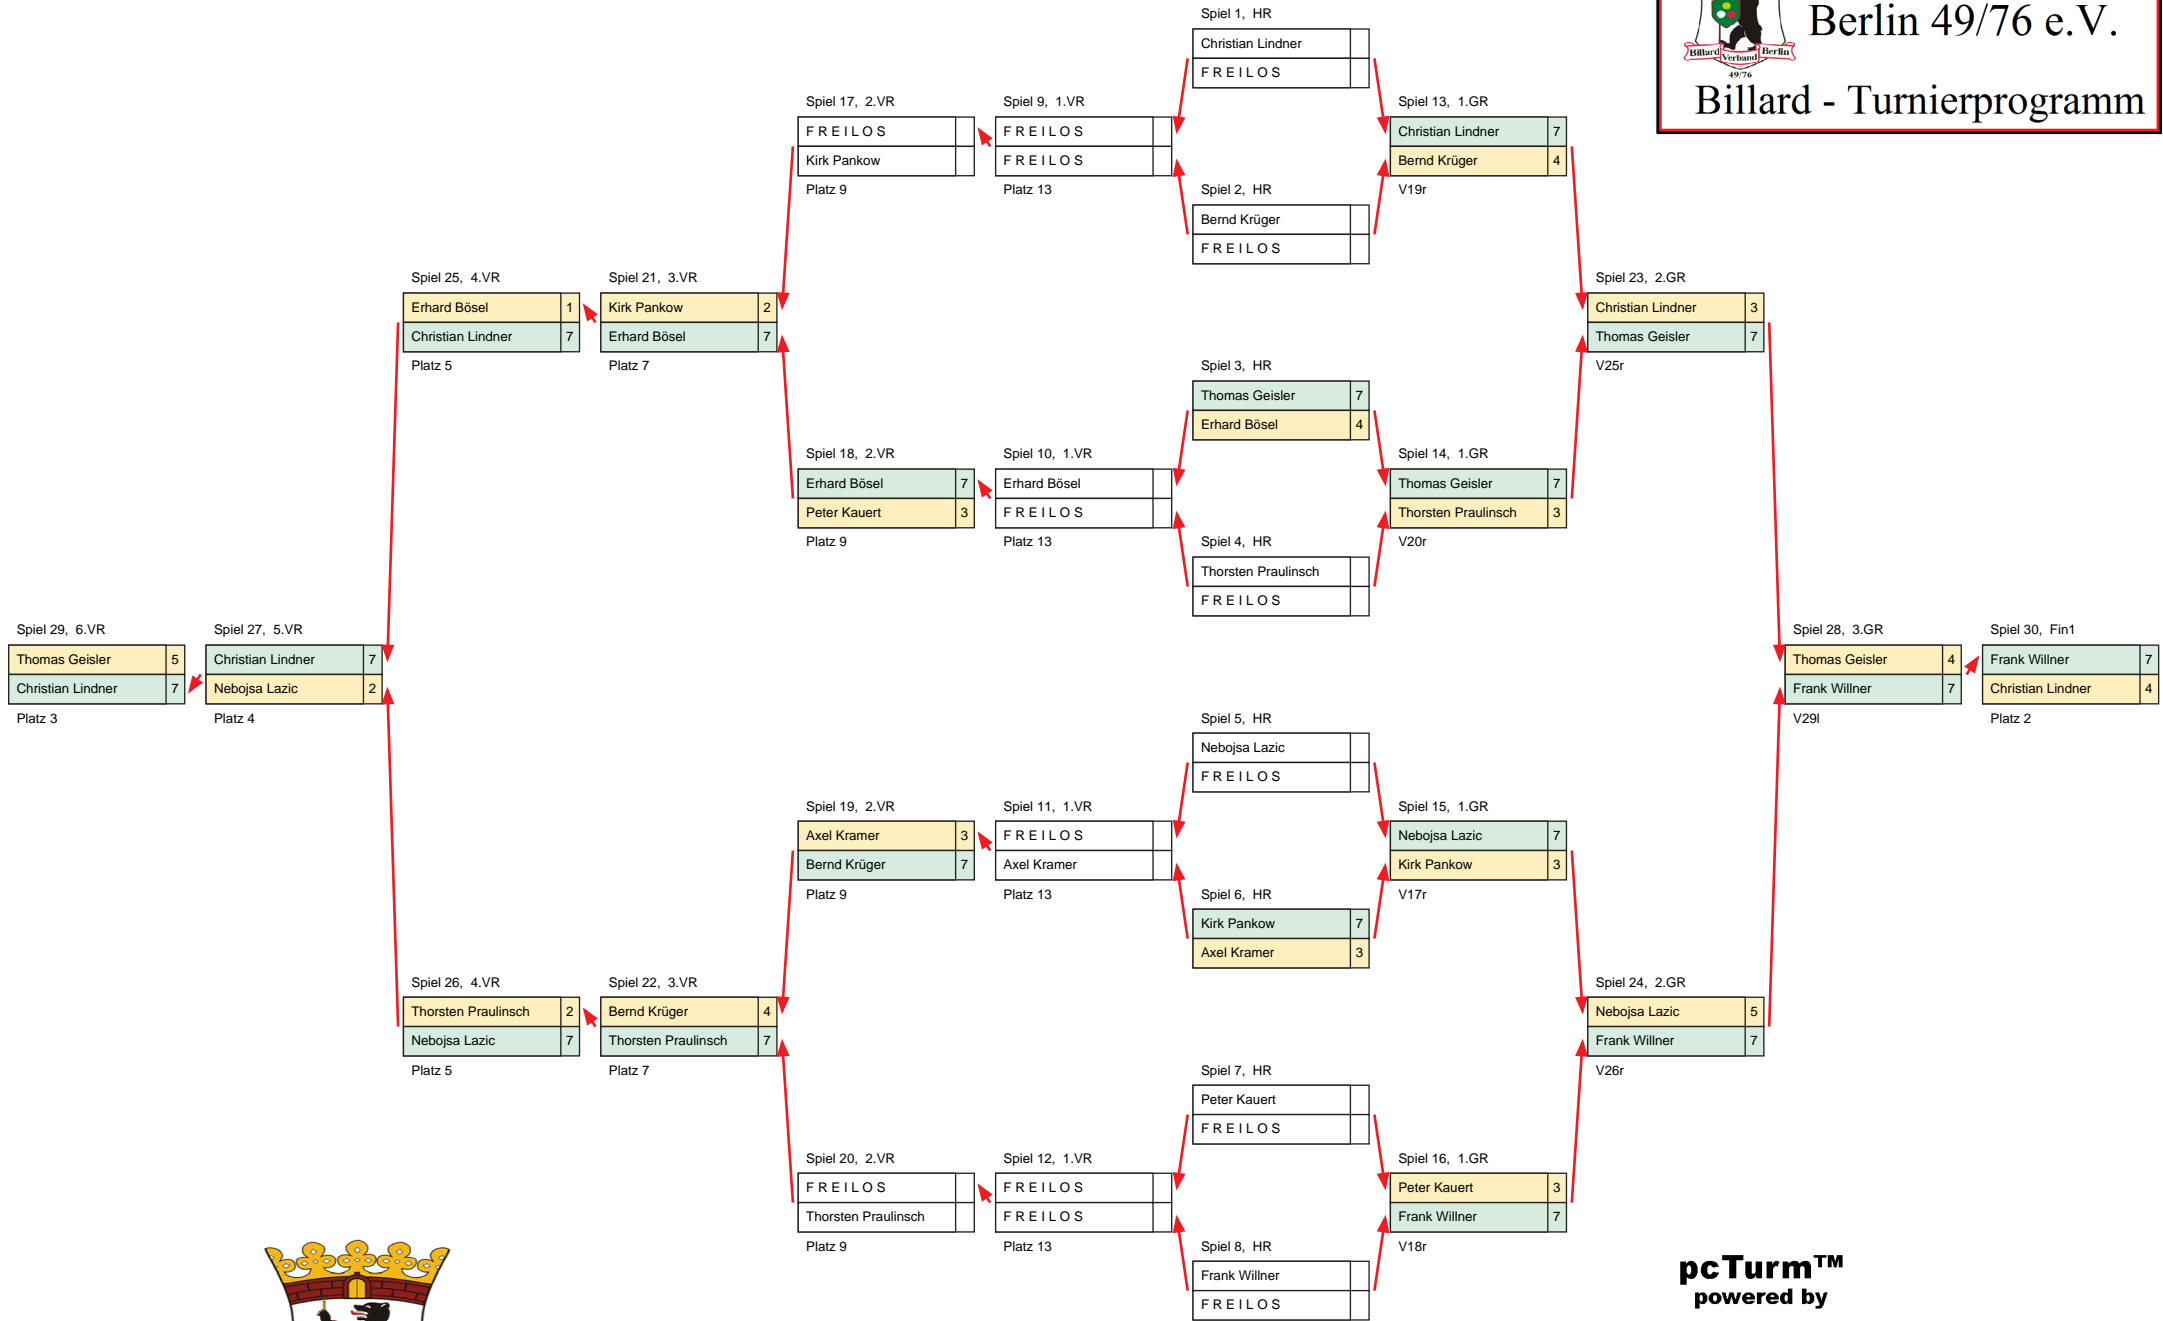 Berlin 49/76 e.V.
Billard Verband Berlin
49/76
Billard - Turnierprogramm
Spiel 1, HR
Christian Lindner
F R E I L O S
Spiel 17, 2.VR
F R E I L O S
Kirk Pankow
Platz 9
Spiel 9, 1.VR
F R E I L O S
F R E I L O S
Platz 13
Spiel 13, 1.GR
Christian Lindner 7
Bernd Krüger 4
V19r
Spiel 2, HR
Bernd Krüger
F R E I L O S
Spiel 25, 4.VR
Erhard Bösel 1
Christian Lindner 7
Platz 5
Spiel 21, 3.VR
Kirk Pankow 2
Erhard Bösel 7
Platz 7
Spiel 23, 2.GR
Christian Lindner 3
Thomas Geisler 7
V25r
Spiel 3, HR
Thomas Geisler 7
Erhard Bösel 4
Spiel 18, 2.VR
Erhard Bösel 7
Peter Kauert 3
Platz 9
Spiel 10, 1.VR
Erhard Bösel
F R E I L O S
Platz 13
Spiel 14, 1.GR
Thomas Geisler 7
Thorsten Praulinsch 3
V20r
Spiel 4, HR
Thorsten Praulinsch
F R E I L O S
Spiel 29, 6.VR
Thomas Geisler 5
Christian Lindner 7
Platz 3
Spiel 27, 5.VR
Christian Lindner 7
Nebojsa Lazic 2
Platz 4
Spiel 28, 3.GR
Thomas Geisler 4
Frank Willner 7
V29l
Spiel 30, Fin1
Frank Willner 7
Christian Lindner 4
Platz 2
Spiel 5, HR
Nebojsa Lazic
F R E I L O S
Spiel 19, 2.VR
Axel Kramer 3
Bernd Krüger 7
Platz 9
Spiel 11, 1.VR
F R E I L O S
Axel Kramer
Platz 13
Spiel 15, 1.GR
Nebojsa Lazic 7
Kirk Pankow 3
V17r
Spiel 6, HR
Kirk Pankow 7
Axel Kramer 3
Spiel 26, 4.VR
Thorsten Praulinsch 2
Nebojsa Lazic 7
Platz 5
Spiel 22, 3.VR
Bernd Krüger 4
Thorsten Praulinsch 7
Platz 7
Spiel 24, 2.GR
Nebojsa Lazic 5
Frank Willner 7
V26r
Spiel 7, HR
Peter Kauert
F R E I L O S
Spiel 20, 2.VR
F R E I L O S
Thorsten Praulinsch
Platz 9
Spiel 12, 1.VR
F R E I L O S
F R E I L O S
Platz 13
Spiel 16, 1.GR
Peter Kauert 3
Frank Willner 7
V18r
Spiel 8, HR
Frank Willner
F R E I L O S
pcTurm™
powered by